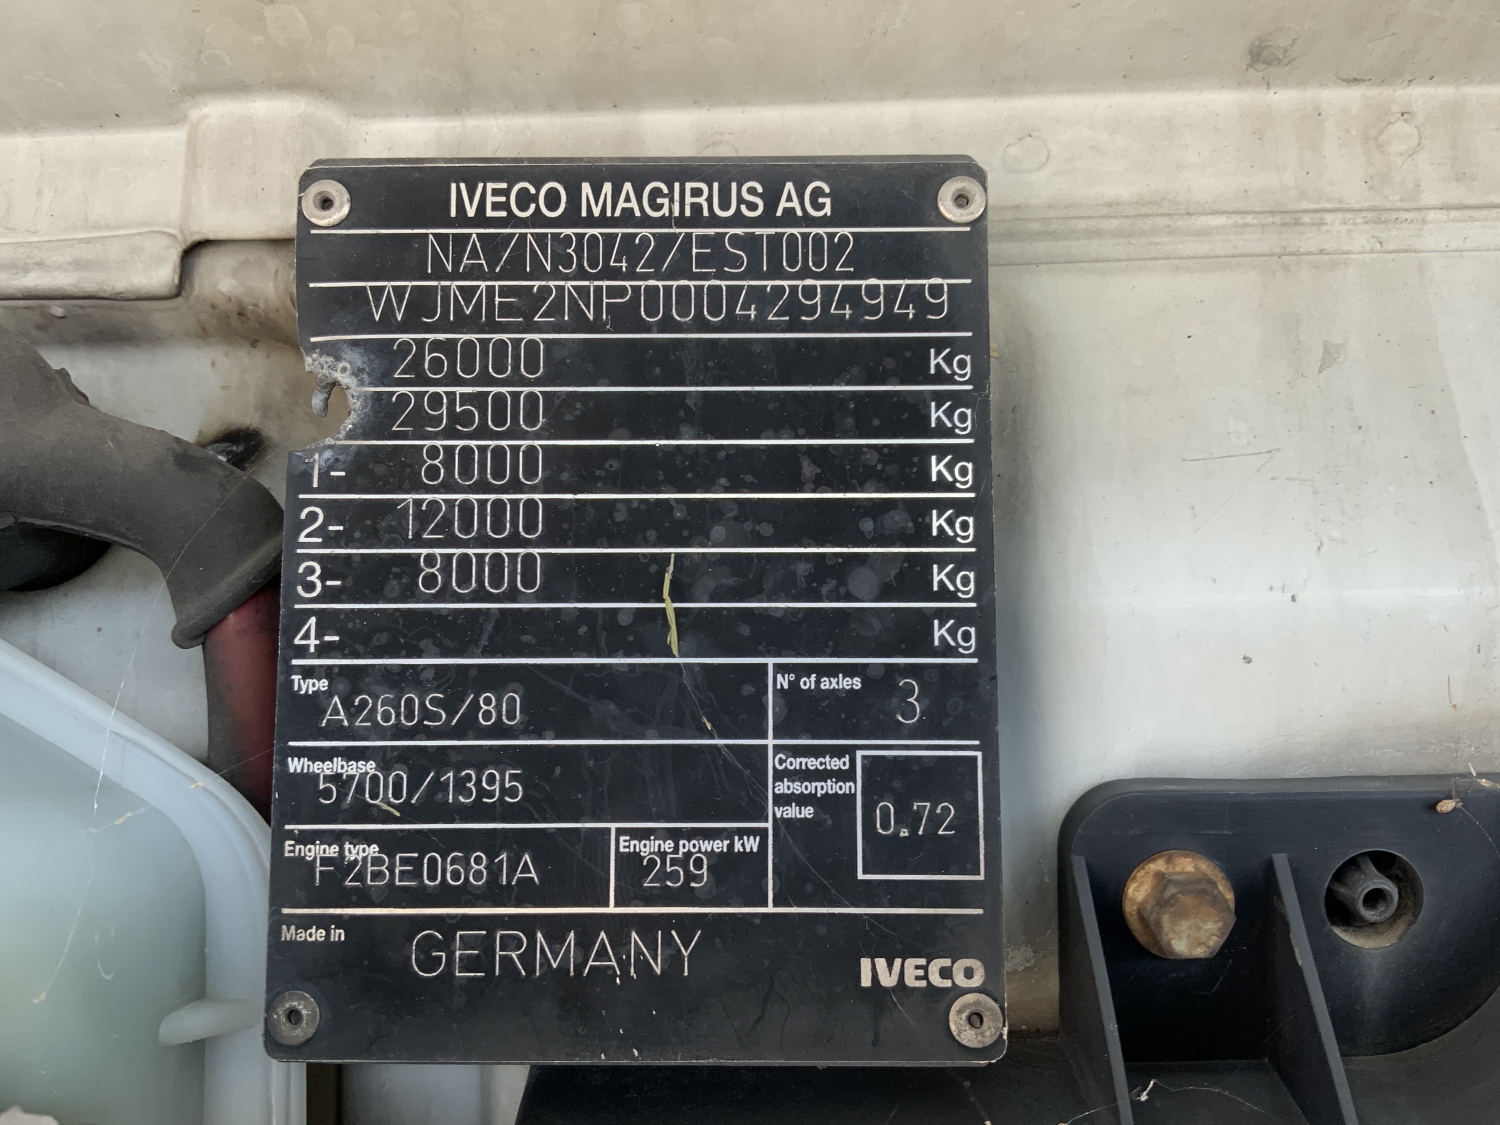 IVECO MAGIRUS AG
NA/N3042/EST002
WJME2NP0004294949
26000 Kg
29500 Kg
1- 8000 Kg
2- 12000 Kg
3- 8000 Kg
4- Kg
Type A260S/80
N° of axles 3
Wheelbase 5700/1395
Corrected absorption value 0.72
Engine type F2BE0681A
Engine power kW 259
Made in GERMANY
IVECO